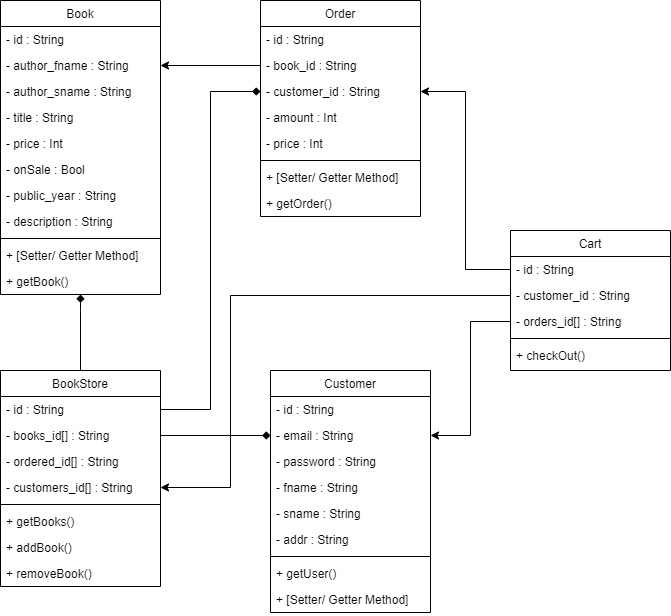 Book
- id : String
- author_fname : String
- author_sname : String
- title : String
- price : Int
- onSale : Bool
- public_year : String
- description : String
+ [Setter/ Getter Method]
+ getBook()
Order
- id : String
- book_id : String
- customer_id : String
- amount : Int
- price : Int
+ [Setter/ Getter Method]
+ getOrder()
Cart
- id : String
- customer_id : String
- orders_id[] : String
+ checkOut()
BookStore
- id : String
- books_id[] : String
- ordered_id[] : String
- customers_id[] : String
+ getBooks()
+ addBook()
+ removeBook()
Customer
- id : String
- email : String
- password : String
- fname : String
- sname : String
- addr : String
+ getUser()
+ [Setter/ Getter Method]